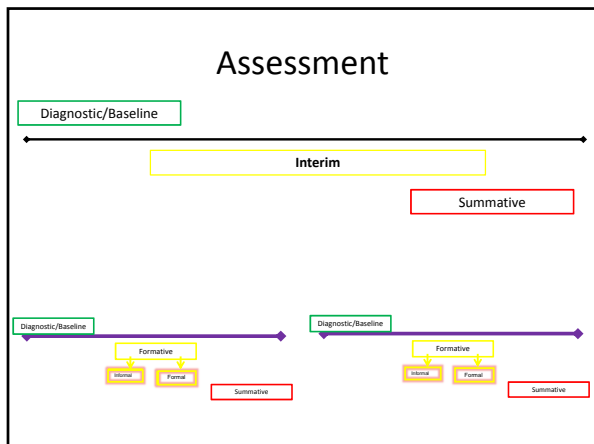 Assessment
Diagnostic/Baseline
Interim
Summative
Diagnostic/Baseline
Formative
Informal
Formal
Summative
Diagnostic/Baseline
Formative
Informal
Formal
Summative